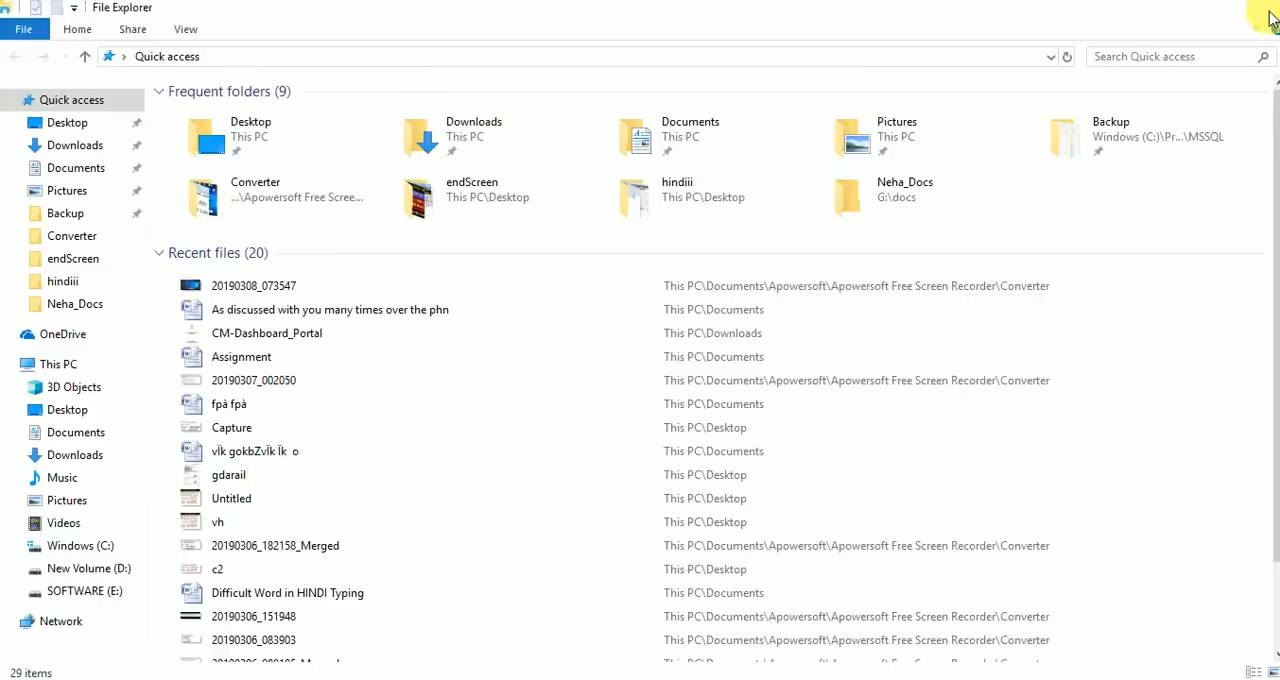 File Explorer
File Home Share View
Quick access
Search Quick access
Quick access
Desktop
Downloads
Documents
Pictures
Backup
Converter
endScreen
hindiii
Neha_Docs
OneDrive
This PC
3D Objects
Desktop
Documents
Downloads
Music
Pictures
Videos
Windows (C:)
New Volume (D:)
SOFTWARE (E:)
Network
Frequent folders (9)
Desktop
This PC
Downloads
This PC
Documents
This PC
Pictures
This PC
Backup
Windows (C:)\Pr...\MSSQL
Converter
...\Apowersoft Free Scree...
endScreen
This PC\Desktop
hindiii
This PC\Desktop
Neha_Docs
G:\docs
Recent files (20)
20190308_073547 This PC\Documents\Apowersoft\Apowersoft Free Screen Recorder\Converter
As discussed with you many times over the phn This PC\Documents
CM-Dashboard_Portal This PC\Downloads
Assignment This PC\Documents
20190307_002050 This PC\Documents\Apowersoft\Apowersoft Free Screen Recorder\Converter
fpà fpà This PC\Documents
Capture This PC\Desktop
vÏk gokbZvÏk Ïk o This PC\Documents
gdarail This PC\Desktop
Untitled This PC\Desktop
vh This PC\Desktop
20190306_182158_Merged This PC\Documents\Apowersoft\Apowersoft Free Screen Recorder\Converter
c2 This PC\Desktop
Difficult Word in HINDI Typing This PC\Documents
20190306_151948 This PC\Documents\Apowersoft\Apowersoft Free Screen Recorder\Converter
20190306_083903 This PC\Documents\Apowersoft\Apowersoft Free Screen Recorder\Converter
29 items